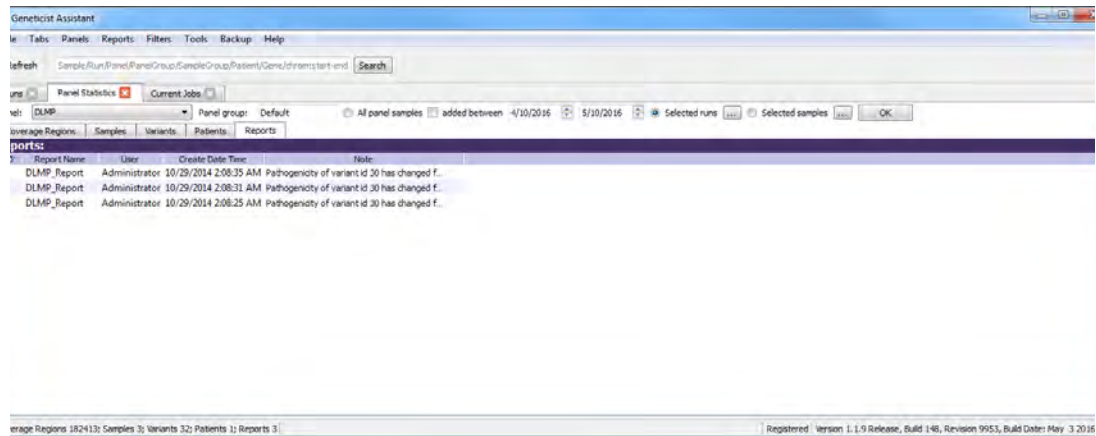 Geneticist Assistant
le Tabs Panels Reports Filters Tools Backup Help
Refresh Sample/Run/Panel/PanelGroup/SampleGroup/Patient/Gene/chrom:start-end Search
uns Panel Statistics Current Jobs
nel: DLMP Panel group: Default All panel samples added between 4/10/2016 5/10/2016 Selected runs ... Selected samples ... OK
overage Regions Samples Variants Patients Reports
ports:
D Report Name User Create Date Time Note
DLMP_Report Administrator 10/29/2014 2:08:35 AM Pathogenicity of variant id 30 has changed f...
DLMP_Report Administrator 10/29/2014 2:08:31 AM Pathogenicity of variant id 30 has changed f...
DLMP_Report Administrator 10/29/2014 2:08:25 AM Pathogenicity of variant id 30 has changed f...
erage Regions 182413; Samples 3; Variants 32; Patients 1; Reports 3 Registered Version 1.1.9 Release, Build 148, Revision 9953, Build Date: May 3 2016